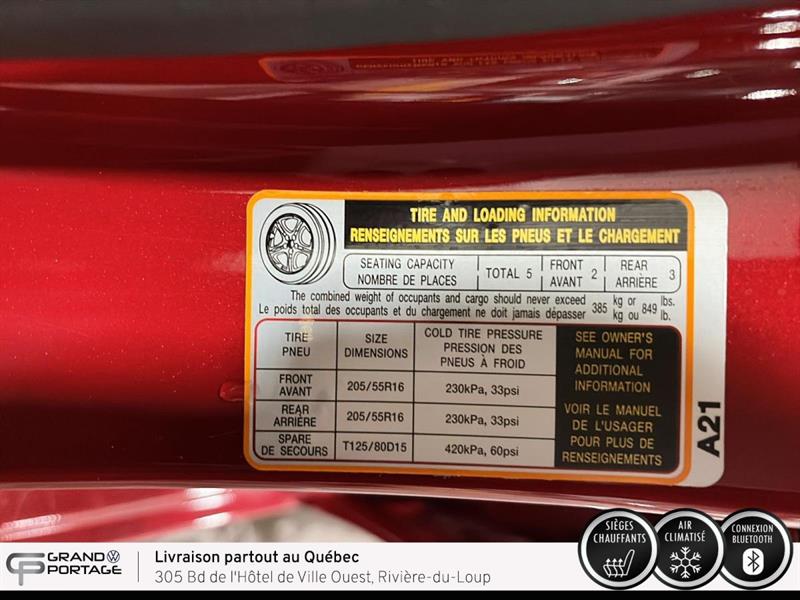 TIRE AND LOADING INFORMATION
RENSEIGNEMENTS SUR LES PNEUS ET LE CHARGEMENT
SEATING CAPACITY
NOMBRE DE PLACES
TOTAL 5
FRONT
AVANT 2
REAR
ARRIÈRE 3
The combined weight of occupants and cargo should never exceed 385 kg or 849 lbs.
Le poids total des occupants et du chargement ne doit jamais dépasser kg ou lb.
TIRE
PNEU
SIZE
DIMENSIONS
COLD TIRE PRESSURE
PRESSION DES
PNEUS À FROID
FRONT
AVANT
205/55R16
230kPa, 33psi
REAR
ARRIÈRE
205/55R16
230kPa, 33psi
SPARE
DE SECOURS
T125/80D15
420kPa, 60psi
SEE OWNER'S
MANUAL FOR
ADDITIONAL
INFORMATION
VOIR LE MANUEL
DE L'USAGER
POUR PLUS DE
RENSEIGNEMENTS
A21
GRAND
PORTAGE
Livraison partout au Québec
305 Bd de l'Hôtel de Ville Ouest, Rivière-du-Loup
SIÈGES
CHAUFFANTS
AIR
CLIMATISÉ
CONNEXION
BLUETOOTH